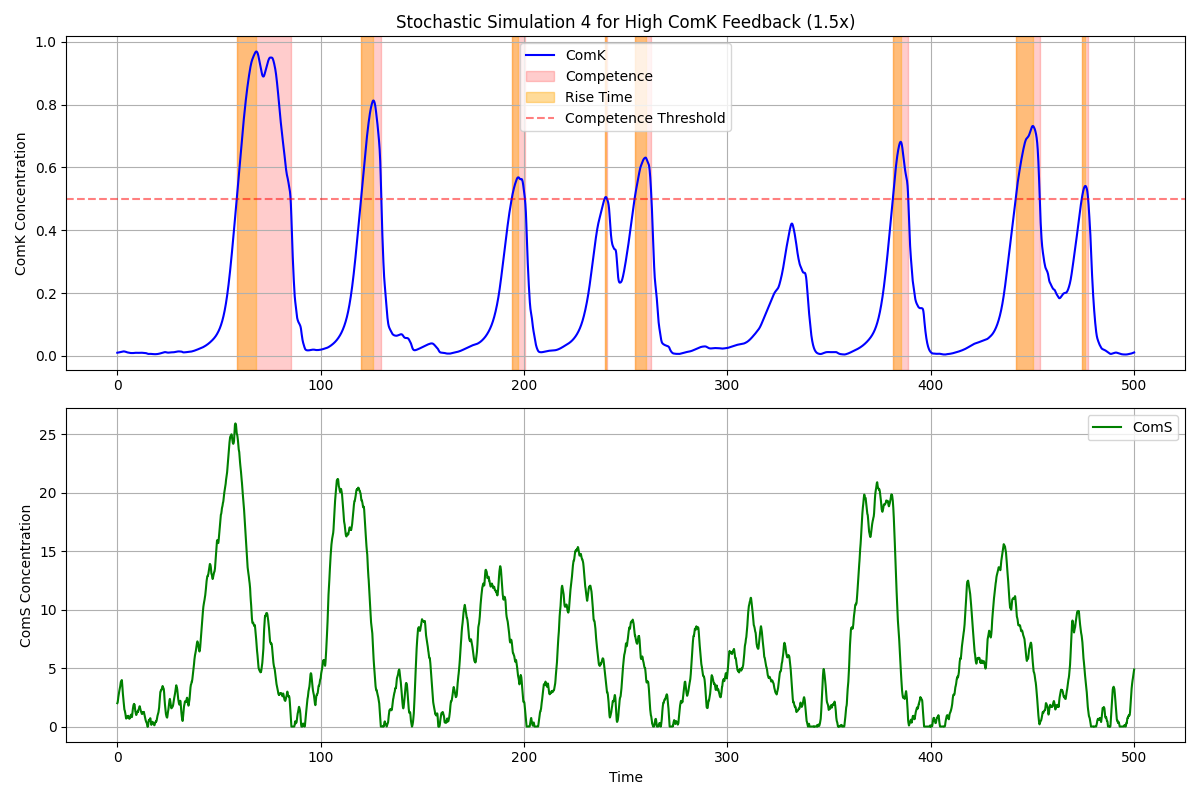 Stochastic Simulation 4 for High ComK Feedback (1.5x)
ComK Concentration
1.0
0.8
0.6
0.4
0.2
0.0
ComK
Competence
Rise Time
Competence Threshold
0 100 200 300 400 500
ComS Concentration
25
20
15
10
5
0
ComS
0 100 200 300 400 500
Time